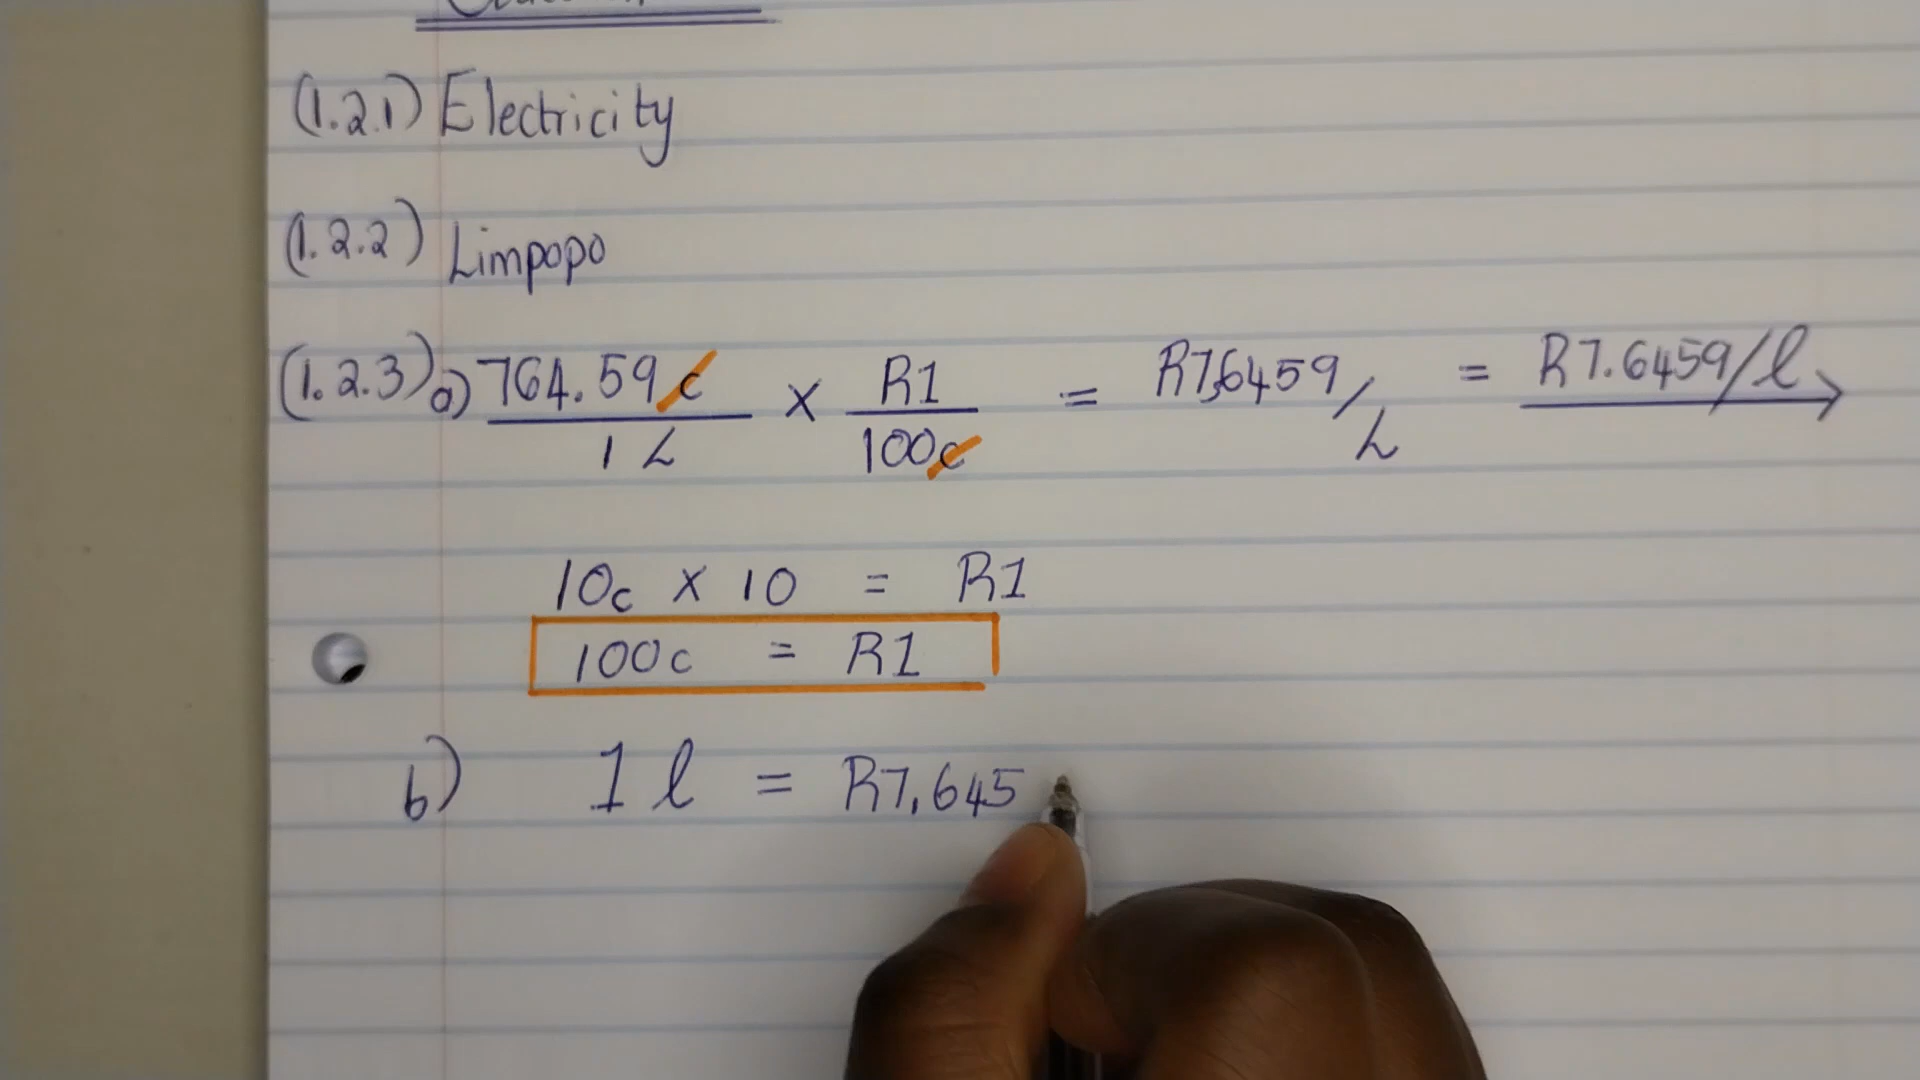 (1.2.1) Electricity
(1.2.2) Limpopo
(1.2.3) a) 764.59c / 1 L × R1 / 100c = R7,6459/L = R7.6459/l
10c × 10 = R1
100c = R1
b) 1 l = R7.645